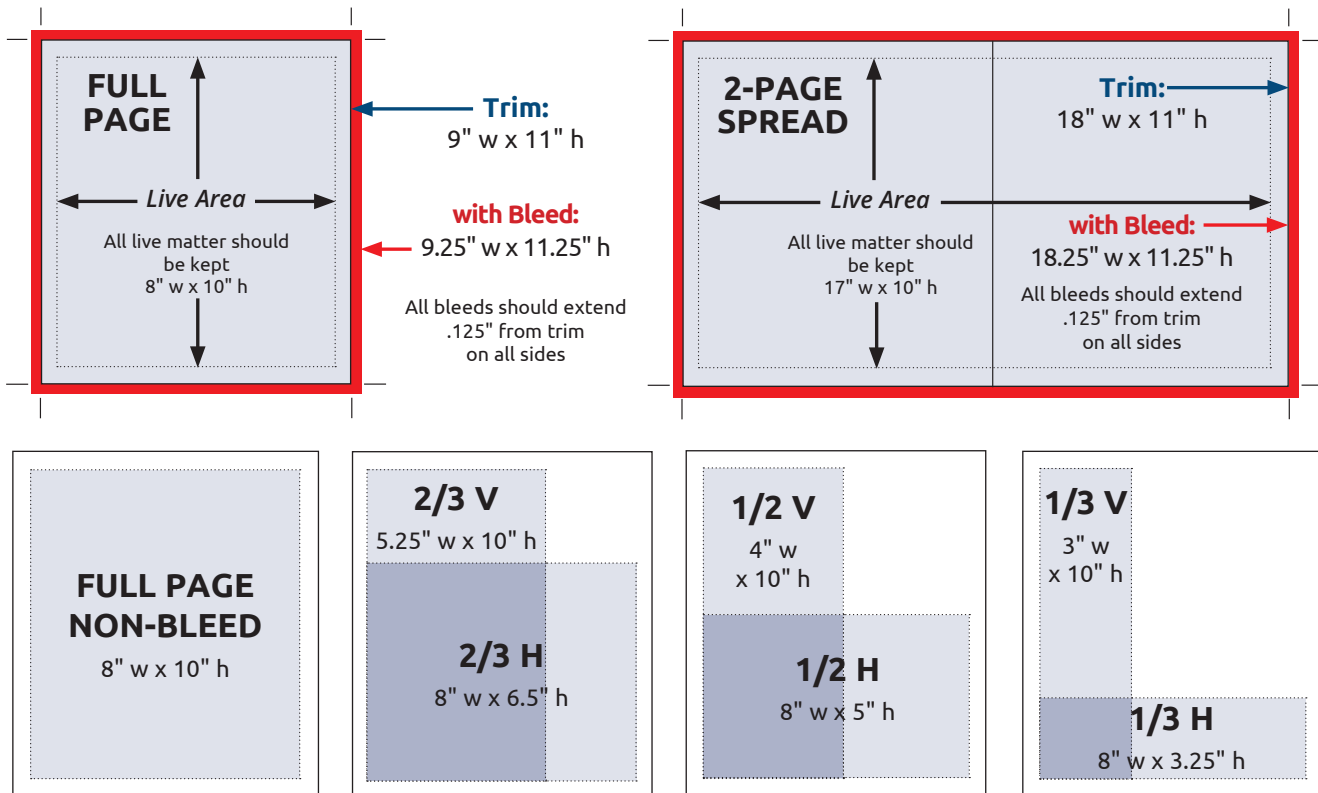 FULL
PAGE
Live Area
All live matter should
be kept
8" w x 10" h
Trim:
9" w x 11" h
with Bleed:
9.25" w x 11.25" h
All bleeds should extend
.125" from trim
on all sides
2-PAGE
SPREAD
Live Area
All live matter should
be kept
17" w x 10" h
Trim:
18" w x 11" h
with Bleed:
18.25" w x 11.25" h
All bleeds should extend
.125" from trim
on all sides
FULL PAGE
NON-BLEED
8" w x 10" h
2/3 V
5.25" w x 10" h
2/3 H
8" w x 6.5" h
1/2 V
4" w
x 10" h
1/2 H
8" w x 5" h
1/3 V
3" w
x 10" h
1/3 H
8" w x 3.25" h